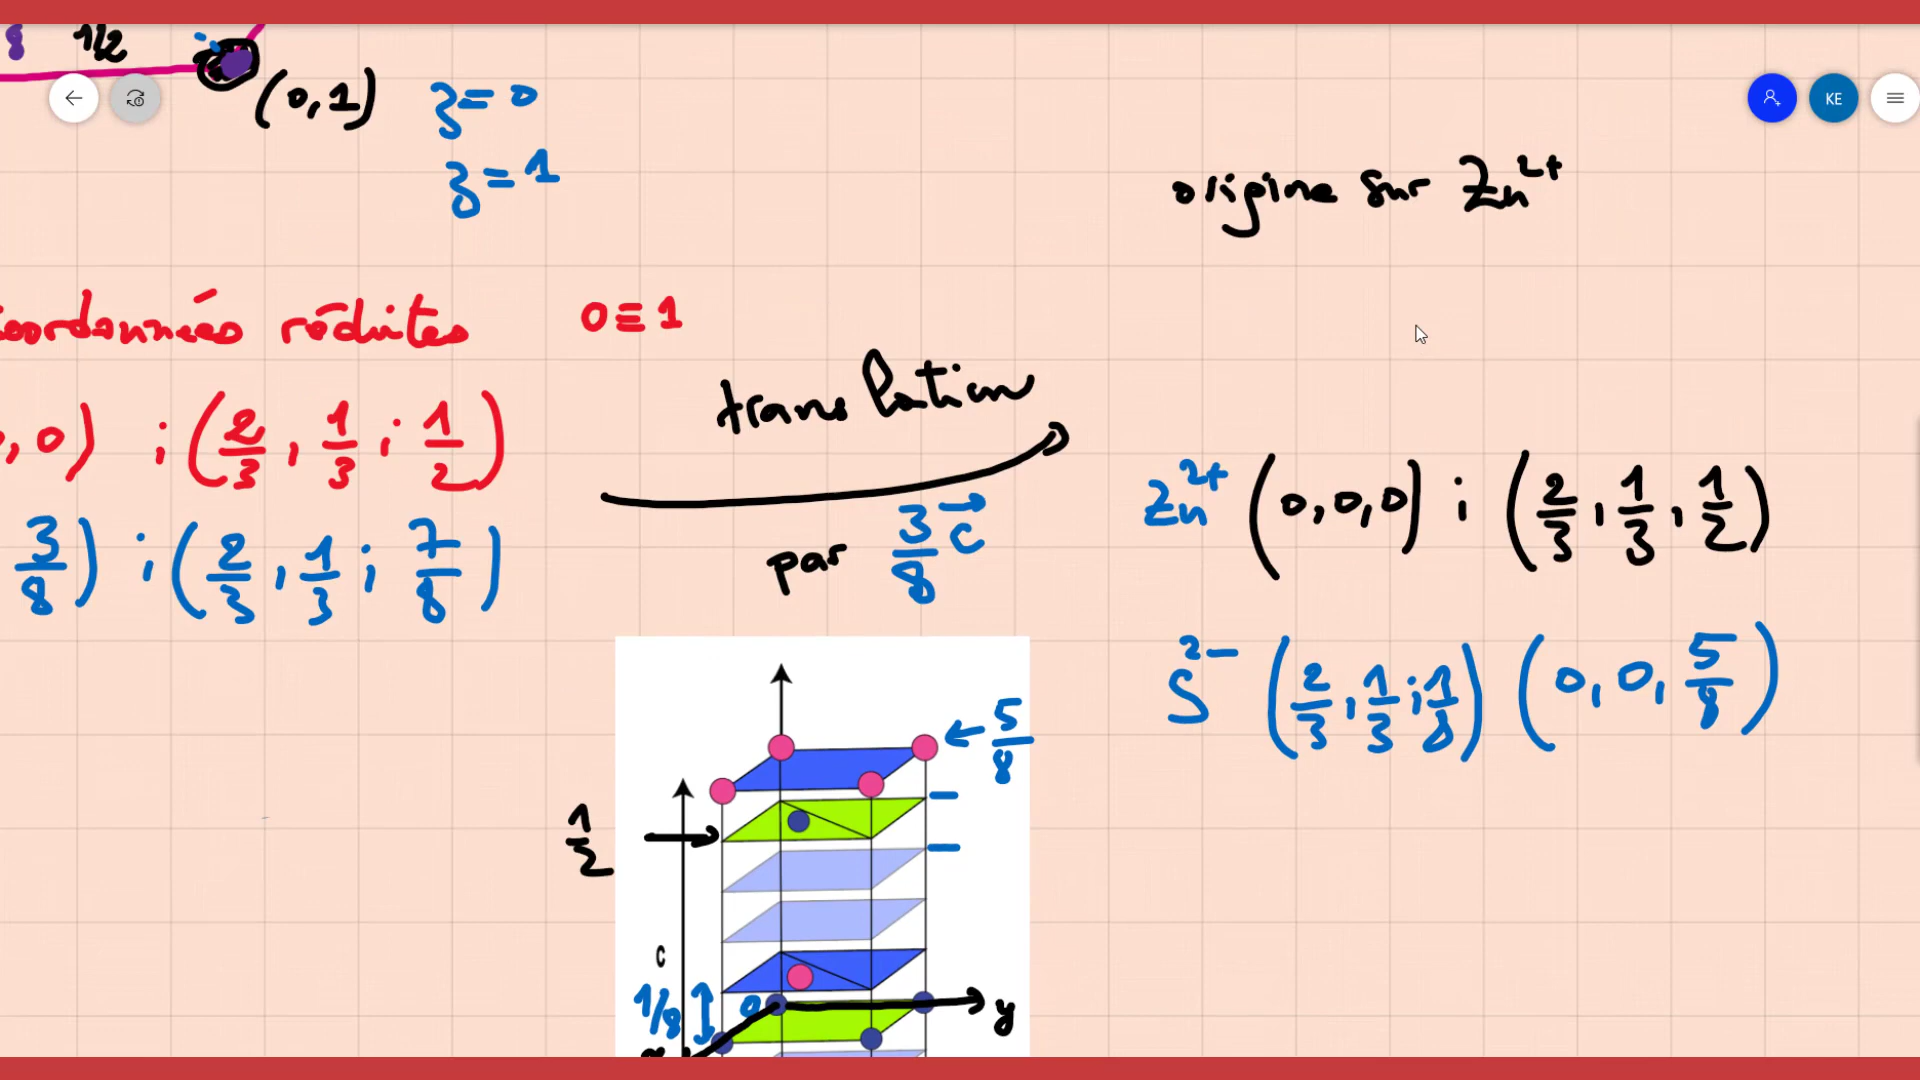 8 1/2
(0,1) z=0
z=1
KE
origine sur Zn²⁺
coordonnées réduites 0≡1
, 0) ; (2/3, 1/3 ; 1/2)
translation
par 3/8 c⃗
3/8) ; (2/3, 1/3 ; 7/8)
Zn²⁺ (0,0,0) ; (2/3, 1/3, 1/2)
S²⁻ (2/3, 1/3 ; 1/8) (0, 0, 5/8)
← 5/8
1/2
c
1/8 0
y